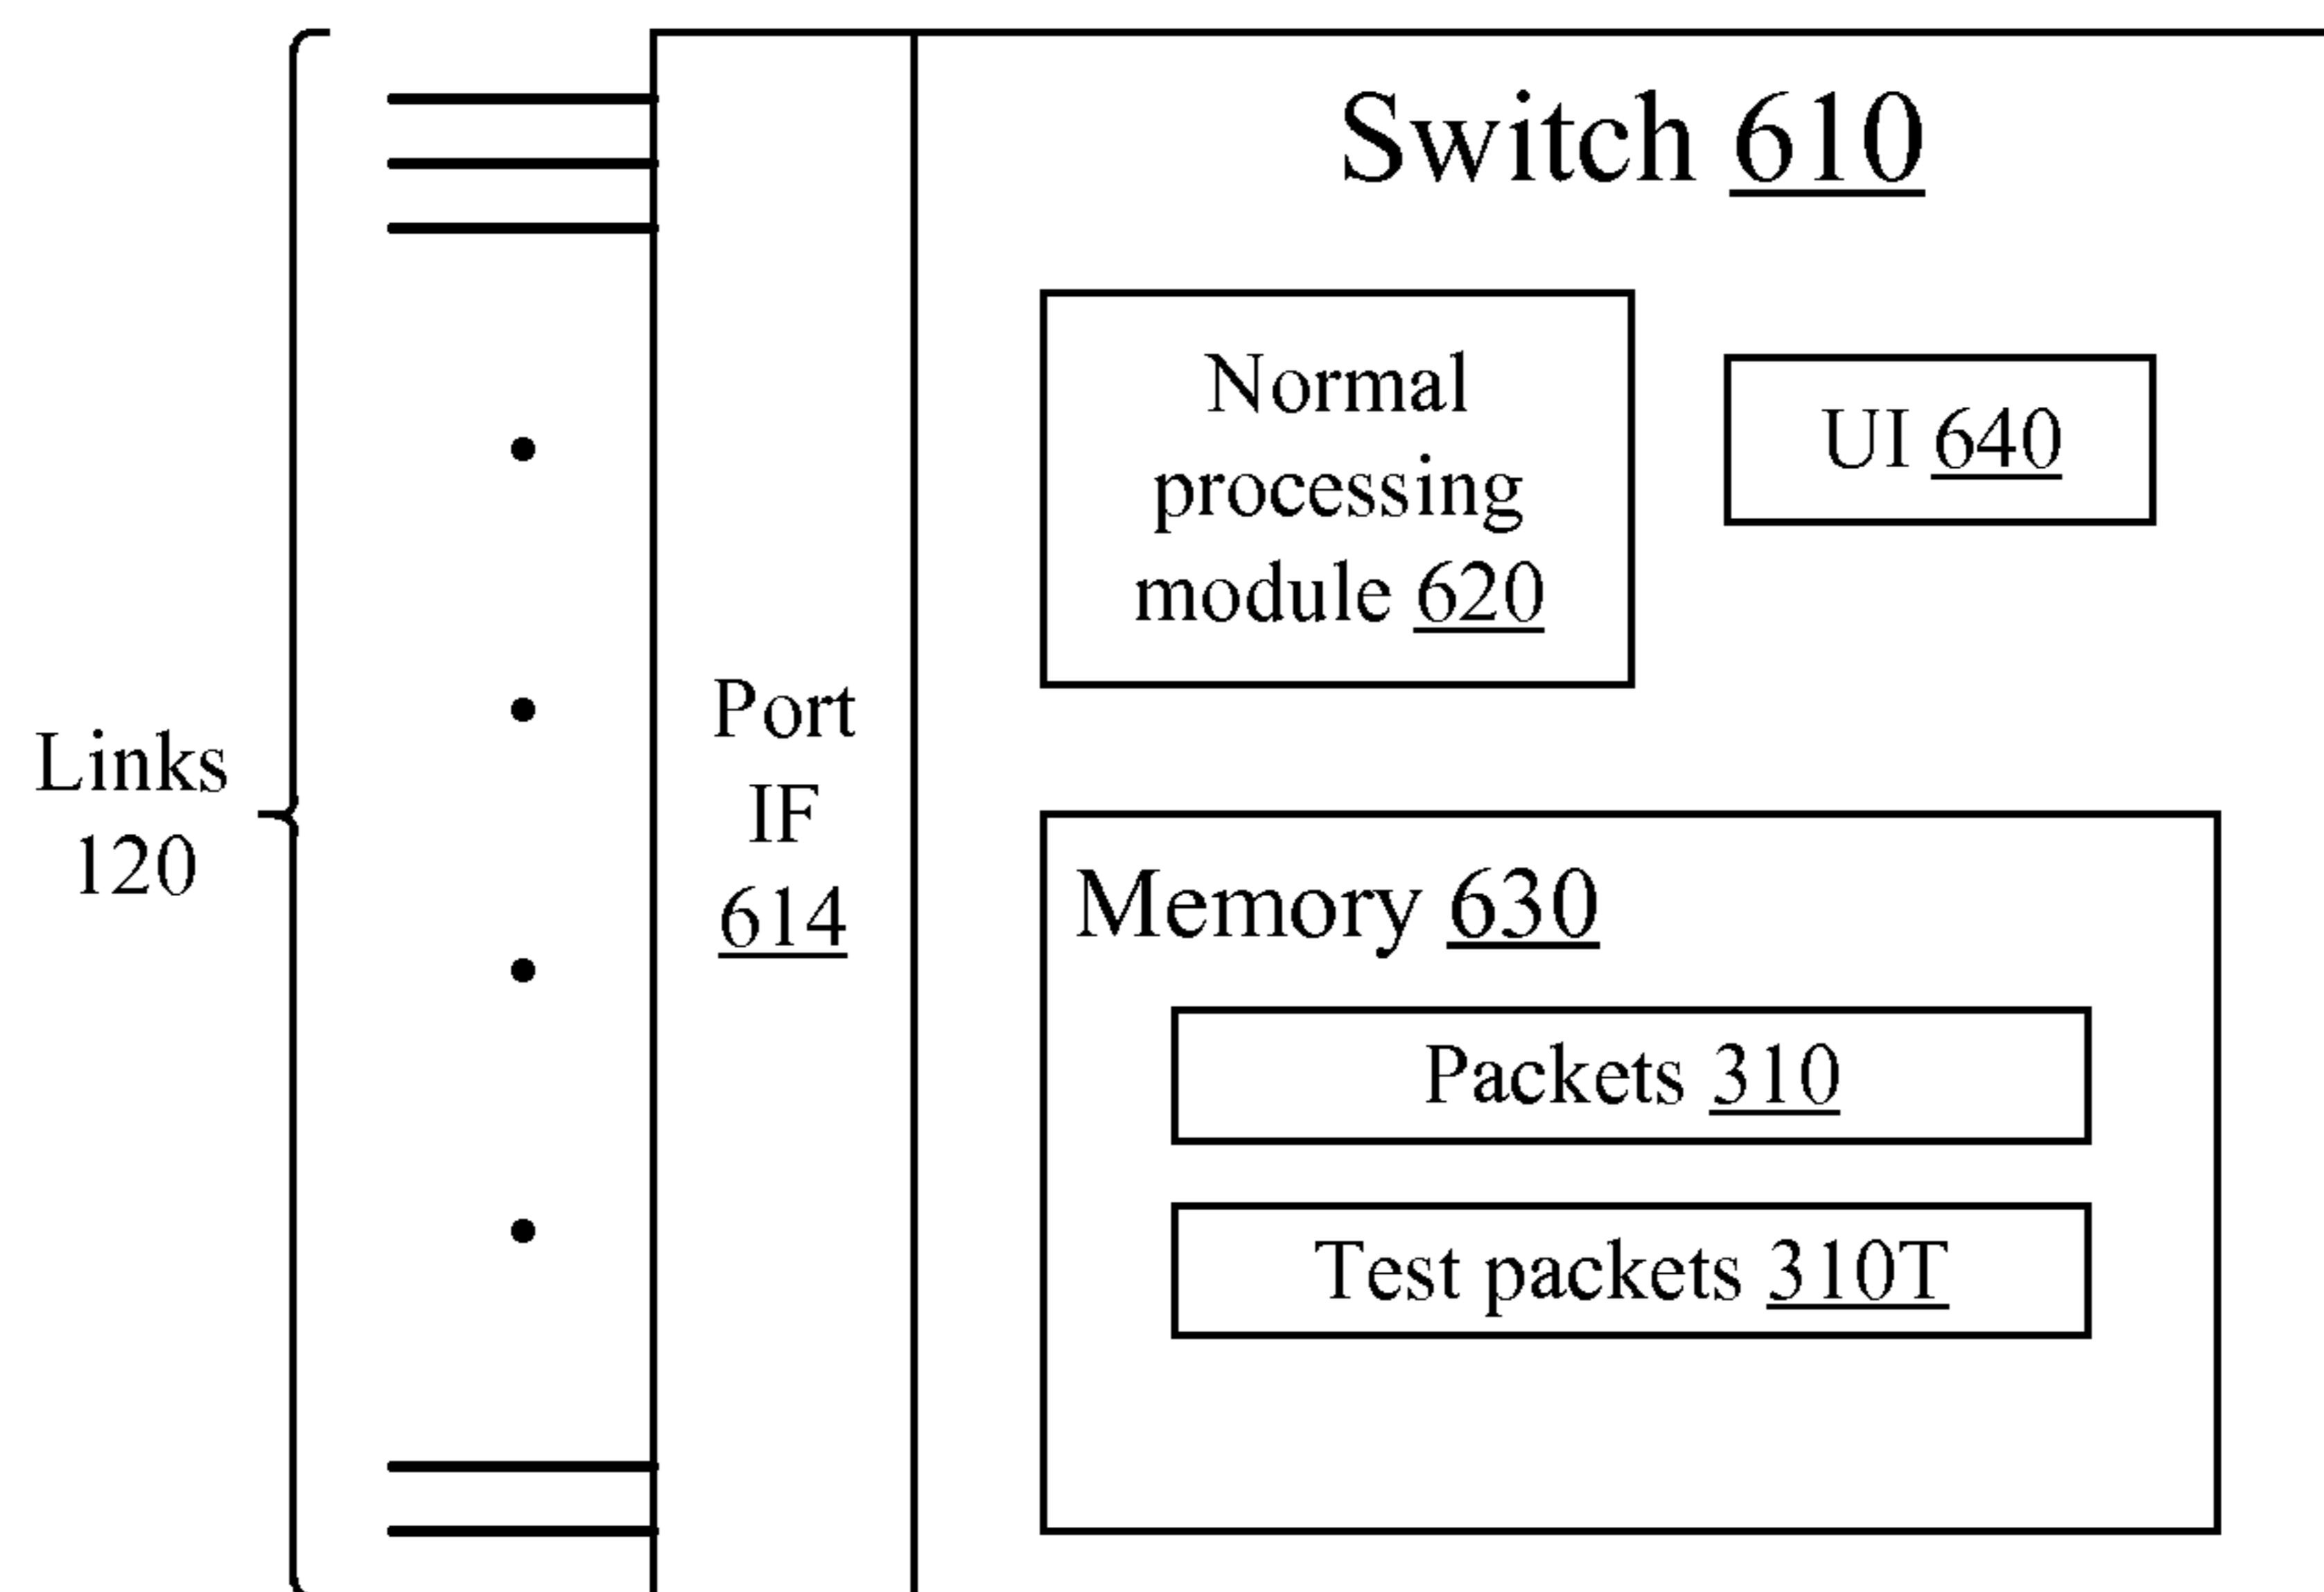 Switch 610
Normal
processing
module 620
UI 640
Links
120
Port
IF
614
Memory 630
Packets 310
Test packets 310T